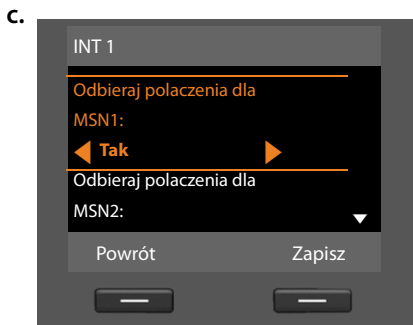 c.
INT 1
Odbieraj polaczenia dla
MSN1:
Tak
Odbieraj polaczenia dla
MSN2:
Powrót Zapisz